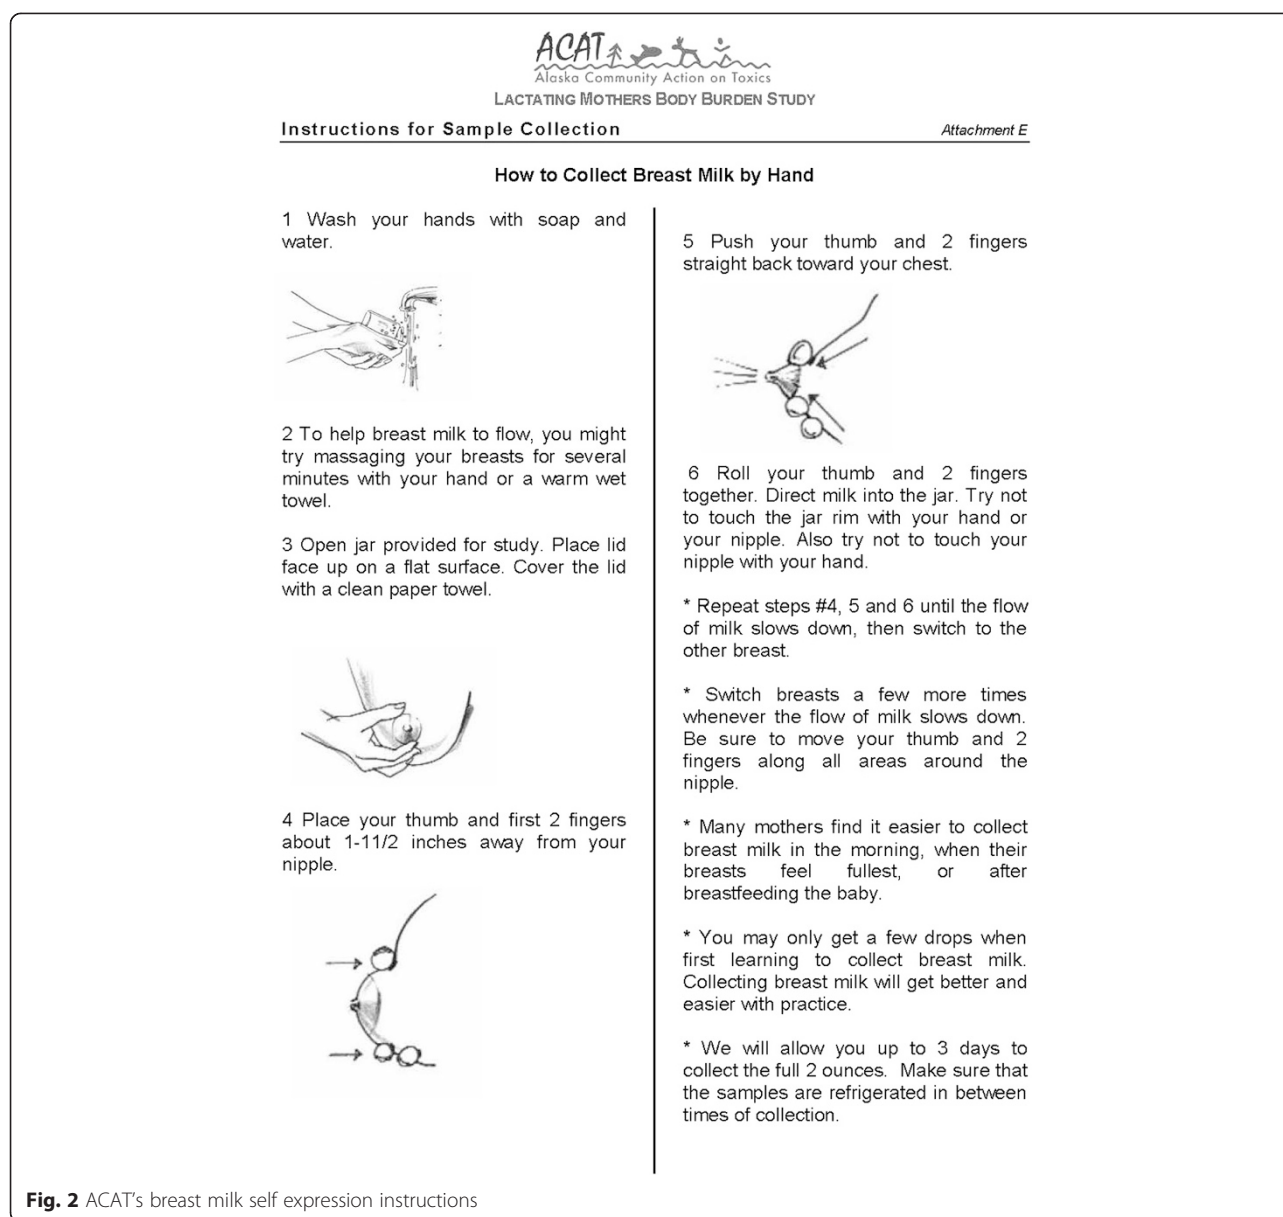 ACAT
Alaska Community Action on Toxics
LACTATING MOTHERS BODY BURDEN STUDY
Instructions for Sample Collection
Attachment E
How to Collect Breast Milk by Hand
1 Wash your hands with soap and
water.
2 To help breast milk to flow, you might
try massaging your breasts for several
minutes with your hand or a warm wet
towel.
3 Open jar provided for study. Place lid
face up on a flat surface. Cover the lid
with a clean paper towel.
4 Place your thumb and first 2 fingers
about 1-11/2 inches away from your
nipple.
5 Push your thumb and 2 fingers
straight back toward your chest.
6 Roll your thumb and 2 fingers
together. Direct milk into the jar. Try not
to touch the jar rim with your hand or
your nipple. Also try not to touch your
nipple with your hand.
* Repeat steps #4, 5 and 6 until the flow
of milk slows down, then switch to the
other breast.
* Switch breasts a few more times
whenever the flow of milk slows down.
Be sure to move your thumb and 2
fingers along all areas around the
nipple.
* Many mothers find it easier to collect
breast milk in the morning, when their
breasts feel fullest, or after
breastfeeding the baby.
* You may only get a few drops when
first learning to collect breast milk.
Collecting breast milk will get better and
easier with practice.
* We will allow you up to 3 days to
collect the full 2 ounces. Make sure that
the samples are refrigerated in between
times of collection.
Fig. 2 ACAT's breast milk self expression instructions